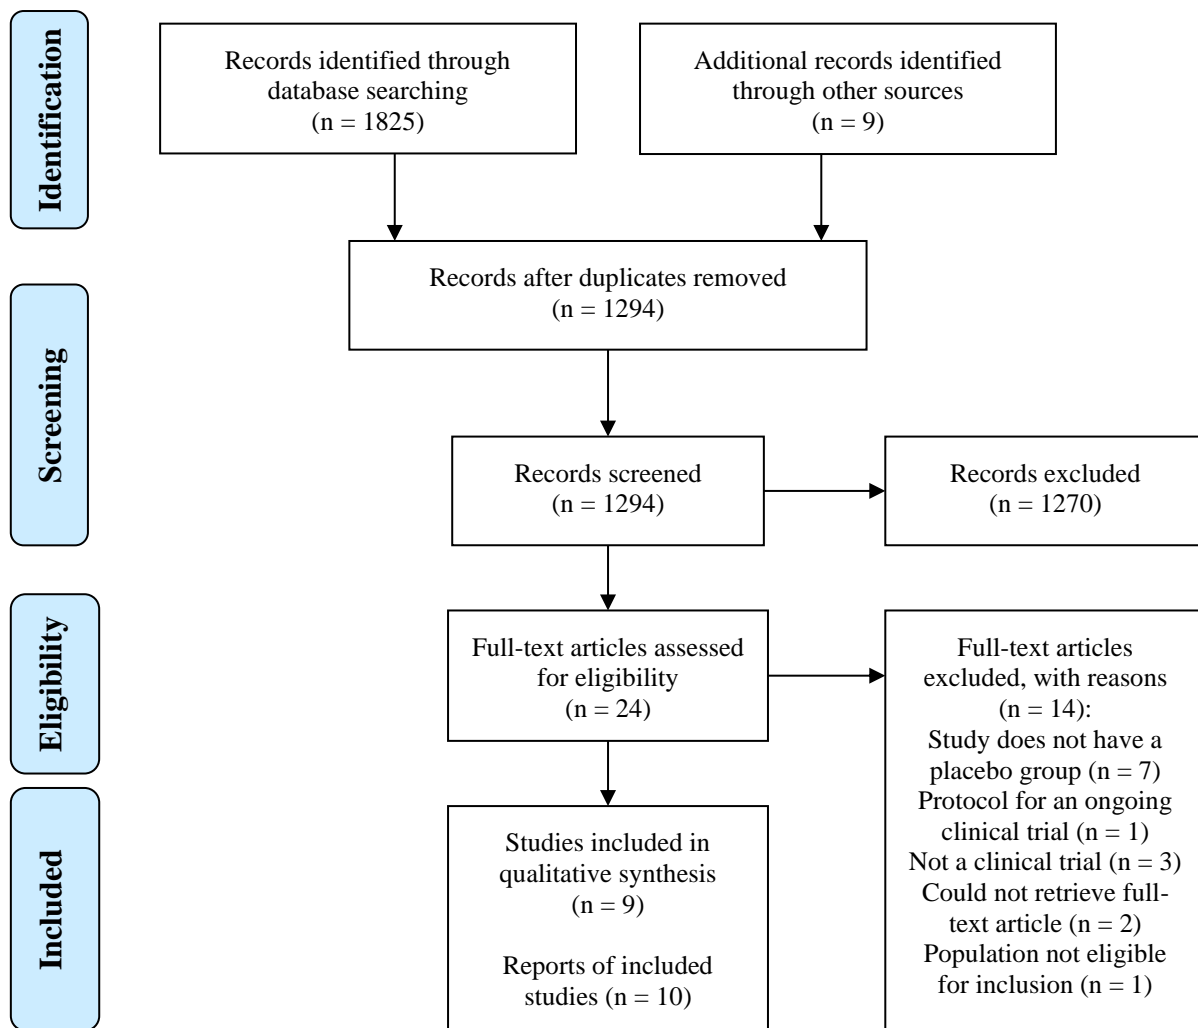 Identification
Records identified through
database searching
(n = 1825)
Additional records identified
through other sources
(n = 9)
Records after duplicates removed
(n = 1294)
Screening
Records screened
(n = 1294)
Records excluded
(n = 1270)
Eligibility
Full-text articles assessed
for eligibility
(n = 24)
Full-text articles
excluded, with reasons
(n = 14):
Study does not have a
placebo group (n = 7)
Protocol for an ongoing
clinical trial (n = 1)
Not a clinical trial (n = 3)
Could not retrieve full-
text article (n = 2)
Population not eligible
for inclusion (n = 1)
Included
Studies included in
qualitative synthesis
(n = 9)
Reports of included
studies (n = 10)